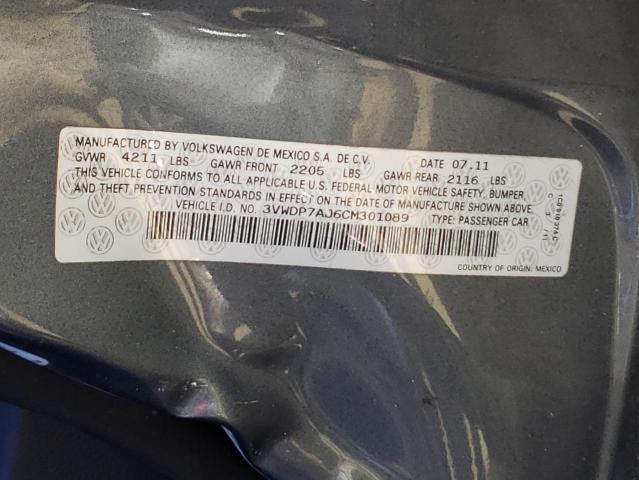 MANUFACTURED BY VOLKSWAGEN DE MEXICO S.A. DE C.V. DATE 07.11
GVWR 4211 LBS GAWR FRONT 2205 LBS GAWR REAR 2116 LBS
THIS VEHICLE CONFORMS TO ALL APPLICABLE U.S. FEDERAL MOTOR VEHICLE SAFETY, BUMPER,
AND THEFT PREVENTION STANDARDS IN EFFECT ON THE DATE OF MANUFACTURE SHOWN ABOVE.
VEHICLE I.D. NO. 3VWDP7AJ6CM301089 TYPE: PASSENGER CAR
COUNTRY OF ORIGIN: MEXICO